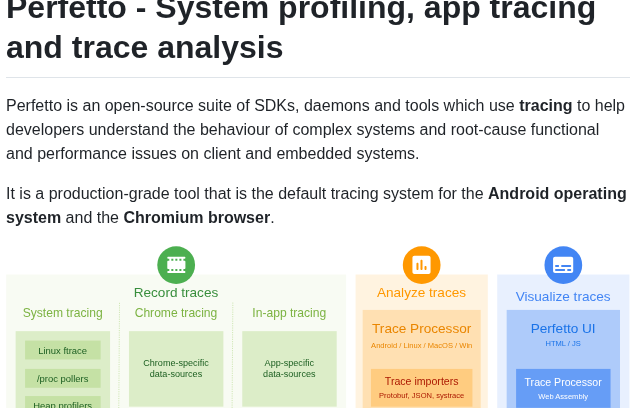 Perfetto - System profiling, app tracing
and trace analysis
Perfetto is an open-source suite of SDKs, daemons and tools which use tracing to help
developers understand the behaviour of complex systems and root-cause functional
and performance issues on client and embedded systems.
It is a production-grade tool that is the default tracing system for the Android operating
system and the Chromium browser.
Record traces
System tracing
Linux ftrace
/proc pollers
Heap profilers
Chrome tracing
Chrome-specific
data-sources
In-app tracing
App-specific
data-sources
Analyze traces
Trace Processor
Android / Linux / MacOS / Win
Trace importers
Protobuf, JSON, systrace
Visualize traces
Perfetto UI
HTML / JS
Trace Processor
Web Assembly